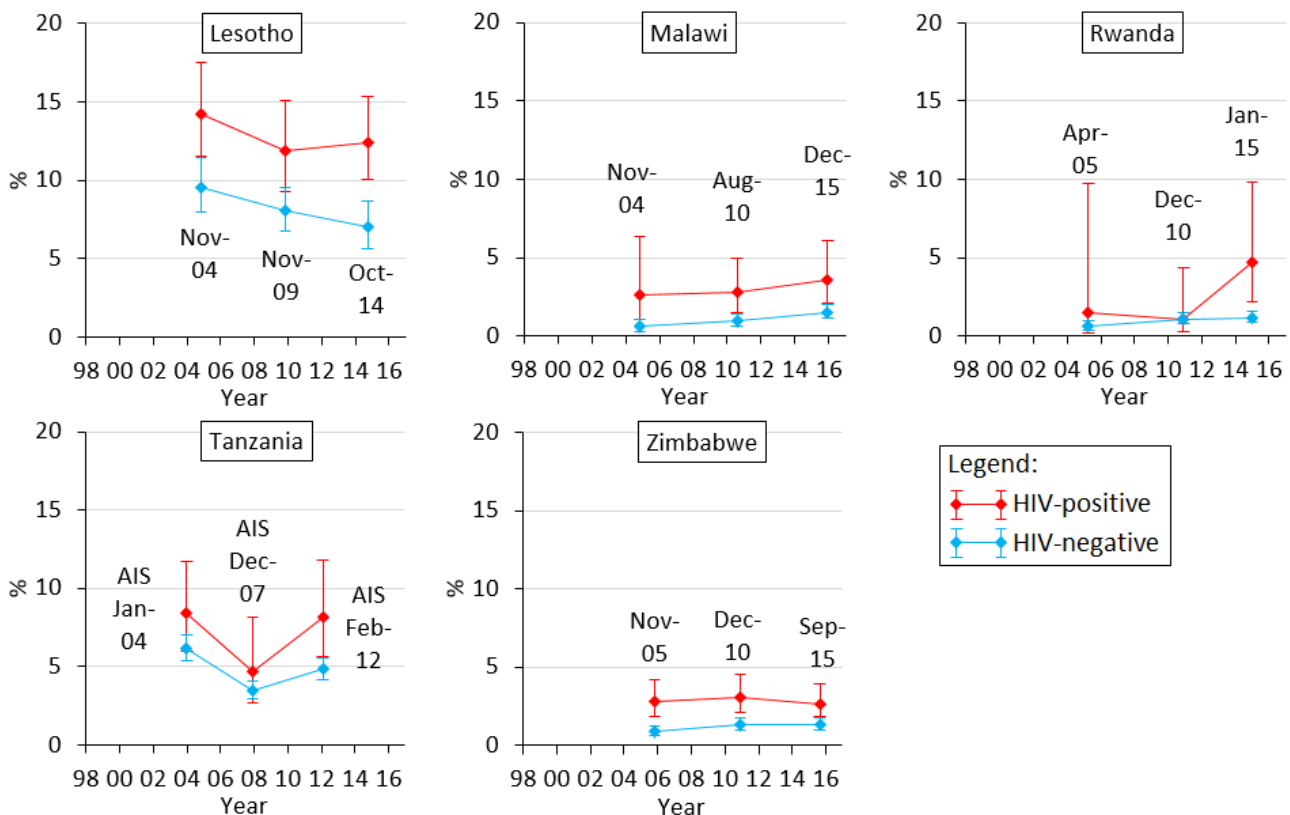 Lesotho
20
15
10
5
0
%
Nov-
04
Nov-
09
Oct-
14
98 00 02 04 06 08 10 12 14 16
Year
Malawi
20
15
10
5
0
%
Nov-
04
Aug-
10
Dec-
15
98 00 02 04 06 08 10 12 14 16
Year
Rwanda
20
15
10
5
0
%
Apr-
05
Dec-
10
Jan-
15
98 00 02 04 06 08 10 12 14 16
Year
Tanzania
20
15
10
5
0
%
AIS
Jan-
04
AIS
Dec-
07
AIS
Feb-
12
98 00 02 04 06 08 10 12 14 16
Year
Zimbabwe
20
15
10
5
0
%
Nov-
05
Dec-
10
Sep-
15
98 00 02 04 06 08 10 12 14 16
Year
Legend:
HIV-positive
HIV-negative